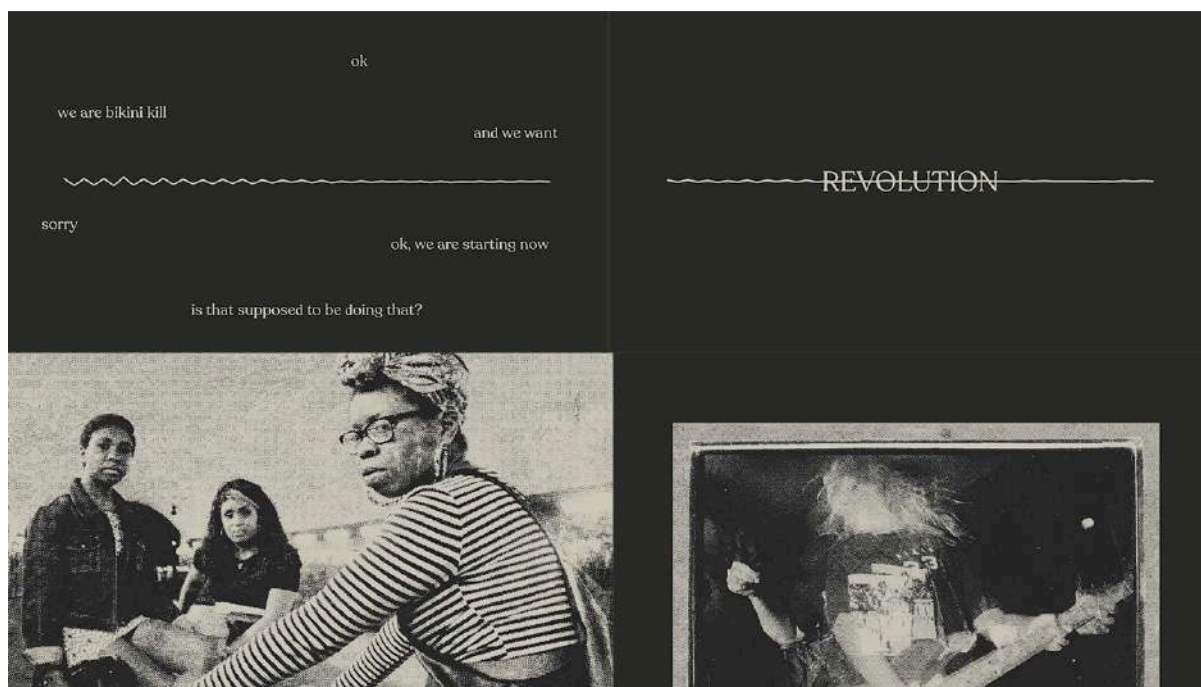 ok
we are bikini kill
and we want
sorry
ok, we are starting now
is that supposed to be doing that?
REVOLUTION